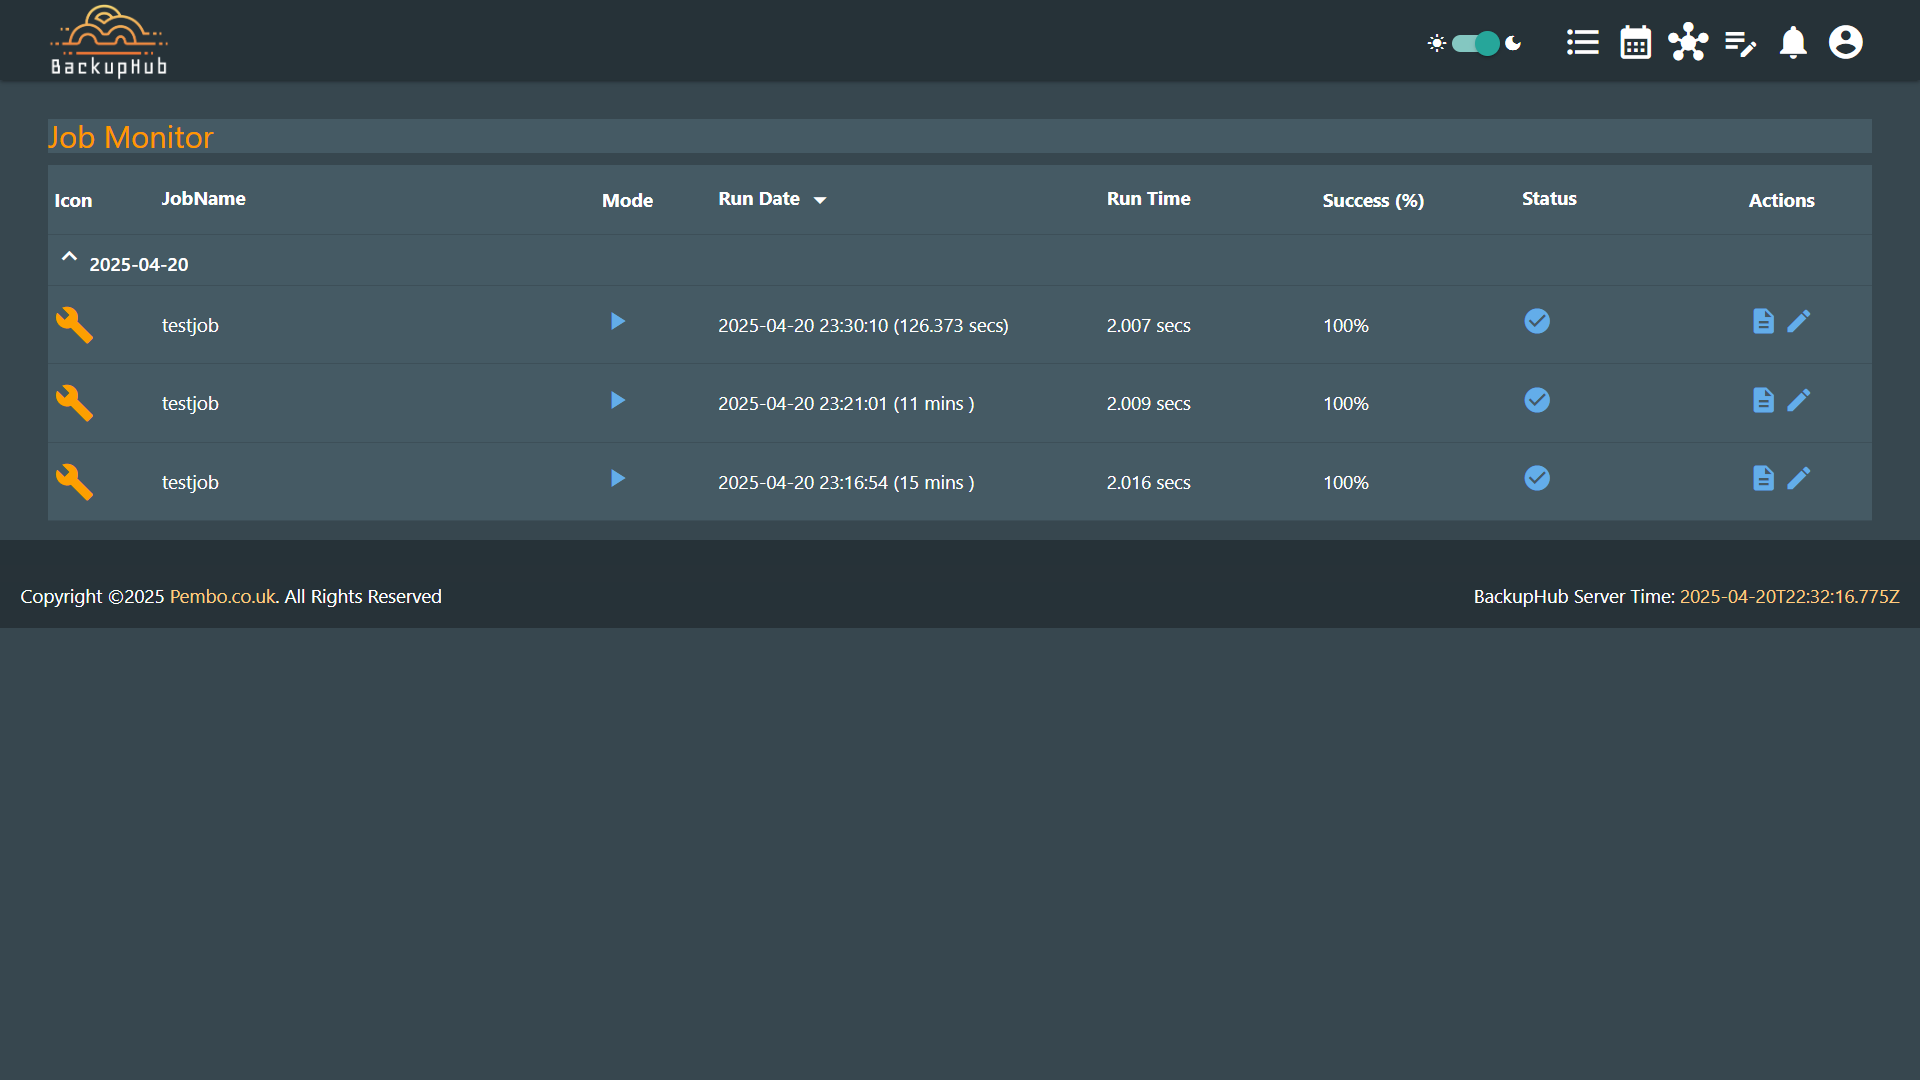 BackupHub
Job Monitor
Icon JobName Mode Run Date Run Time Success (%) Status Actions
2025-04-20
testjob 2025-04-20 23:30:10 (126.373 secs) 2.007 secs 100%
testjob 2025-04-20 23:21:01 (11 mins ) 2.009 secs 100%
testjob 2025-04-20 23:16:54 (15 mins ) 2.016 secs 100%
Copyright ©2025 Pembo.co.uk. All Rights Reserved BackupHub Server Time: 2025-04-20T22:32:16.775Z